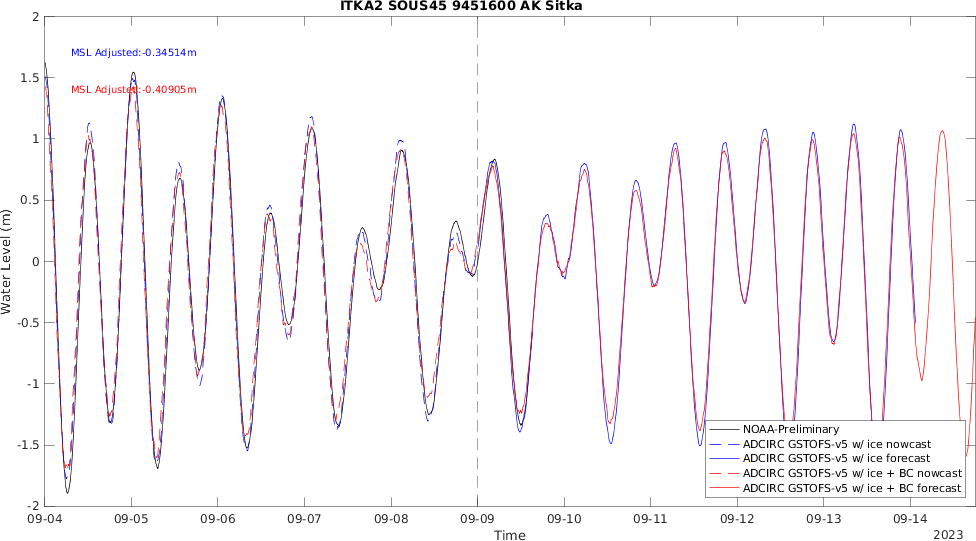 ITKA2 SOUS45 9451600 AK Sitka
MSL Adjusted:-0.34514m
MSL Adjusted:-0.40905m
2
1.5
1
0.5
0
-0.5
-1
-1.5
-2
Water Level (m)
NOAA-Preliminary
ADCIRC GSTOFS-v5 w/ ice nowcast
ADCIRC GSTOFS-v5 w/ ice forecast
ADCIRC GSTOFS-v5 w/ice + BC nowcast
ADCIRC GSTOFS-v5 w/ice + BC forecast
09-04 09-05 09-06 09-07 09-08 09-09 09-10 09-11 09-12 09-13 09-14
Time
2023